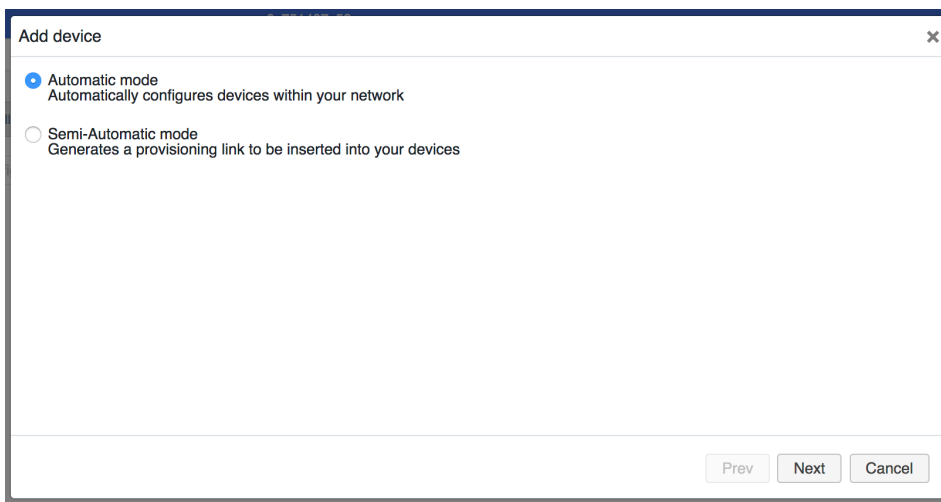 Add device
Automatic mode
Automatically configures devices within your network
Semi-Automatic mode
Generates a provisioning link to be inserted into your devices
Prev
Next
Cancel